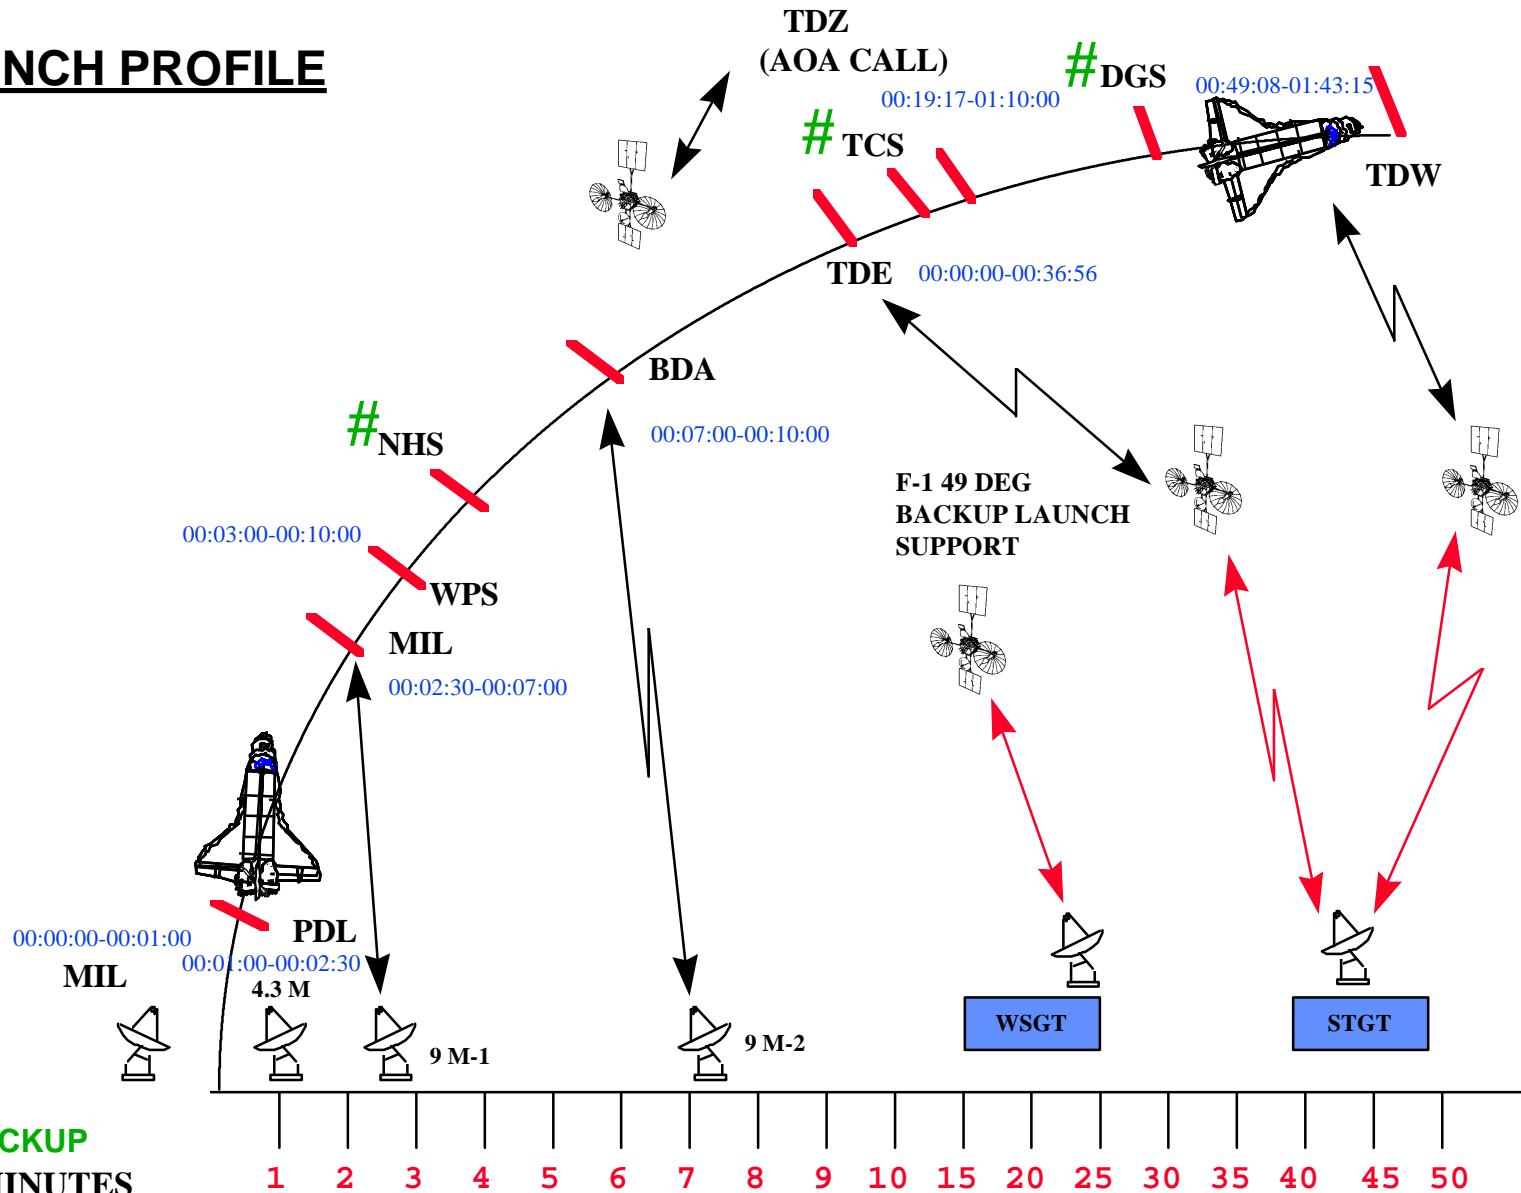 NCH PROFILE
TDZ
(AOA CALL)
# DGS
00:49:08-01:43:15
00:19:17-01:10:00
# TCS
TDW
TDE
00:00:00-00:36:56
BDA
00:07:00-00:10:00
# NHS
F-1 49 DEG
BACKUP LAUNCH
SUPPORT
00:03:00-00:10:00
WPS
MIL
00:02:30-00:07:00
PDL
00:00:00-00:01:00
00:01:00-00:02:30
MIL
4.3 M
9 M-1
9 M-2
WSGT
STGT
CKUP
MINUTES
1 2 3 4 5 6 7 8 9 10 15 20 25 30 35 40 45 50